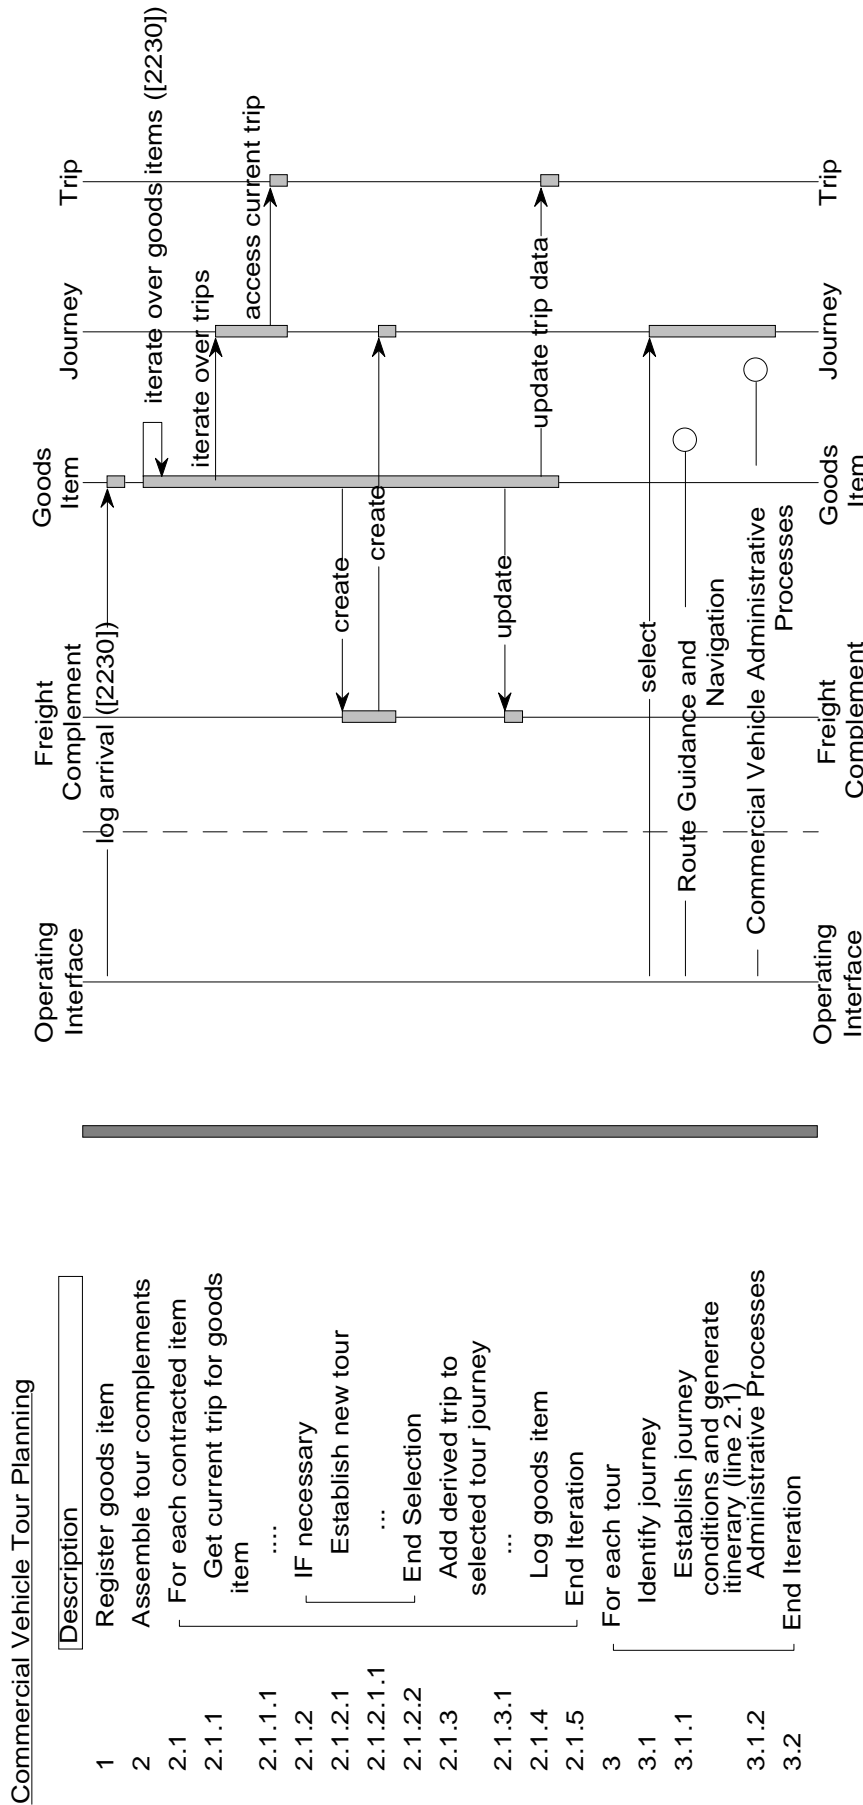 Commercial Vehicle Tour Planning
Description
1 Register goods item
2 Assemble tour complements
2.1 For each contracted item
2.1.1 Get current trip for goods
item
2.1.1.1 ....
2.1.2 IF necessary
2.1.2.1 Establish new tour
2.1.2.1.1 ...
2.1.2.2 End Selection
2.1.3 Add derived trip to
selected tour journey
2.1.3.1 ...
2.1.4 Log goods item
2.1.5 End Iteration
3 For each tour
3.1 Identify journey
3.1.1 Establish journey
conditions and generate
itinerary (line 2.1)
3.1.2 Administrative Processes
3.2 End Iteration
Operating
Interface
Freight
Complement
Goods
Item
Journey
Trip
log arrival ([2230])
iterate over goods items ([2230])
iterate over trips
access current trip
create
create
update
update trip data
select
Route Guidance and
Navigation
Commercial Vehicle Administrative
Processes
Operating
Interface
Freight
Complement
Goods
Item
Journey
Trip